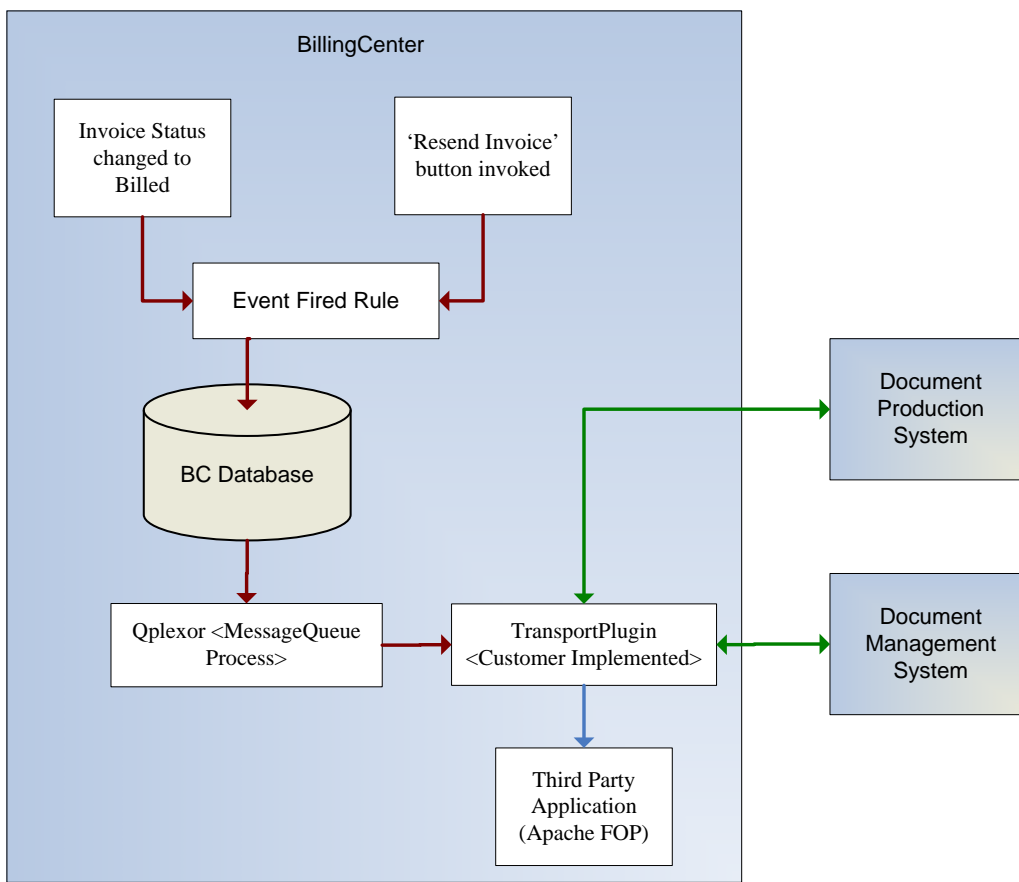 BillingCenter
Invoice Status
changed to
Billed
‘Resend Invoice’
button invoked
Event Fired Rule
BC Database
Qplexor <MessageQueue
Process>
TransportPlugin
<Customer Implemented>
Third Party
Application
(Apache FOP)
Document
Production
System
Document
Management
System